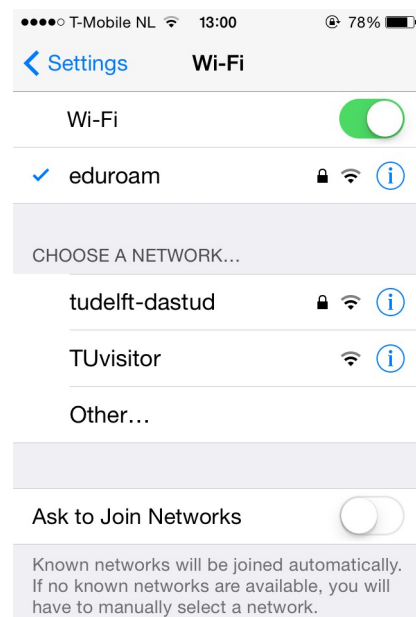 T-Mobile NL 13:00 78%
Settings Wi-Fi
Wi-Fi
eduroam
CHOOSE A NETWORK...
tudelft-dastud
TUvisitor
Other...
Ask to Join Networks
Known networks will be joined automatically.
If no known networks are available, you will
have to manually select a network.